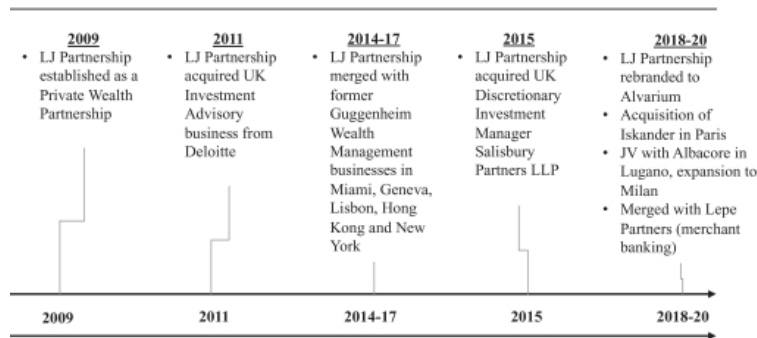 2009
• LJ Partnership
established as a
Private Wealth
Partnership
2011
• LJ Partnership
acquired UK
Investment
Advisory
business from
Deloitte
2014-17
• LJ Partnership
merged with
former
Guggenheim
Wealth
Management
businesses in
Miami, Geneva,
Lisbon, Hong
Kong and New
York
2015
• LJ Partnership
acquired UK
Discretionary
Investment
Manager
Salisbury
Partners LLP
2018-20
• LJ Partnership
rebranded to
Alvarium
• Acquisition of
Iskander in Paris
• JV with Albacore in
Lugano, expansion to
Milan
• Merged with Lepe
Partners (merchant
banking)
2009
2011
2014-17
2015
2018-20